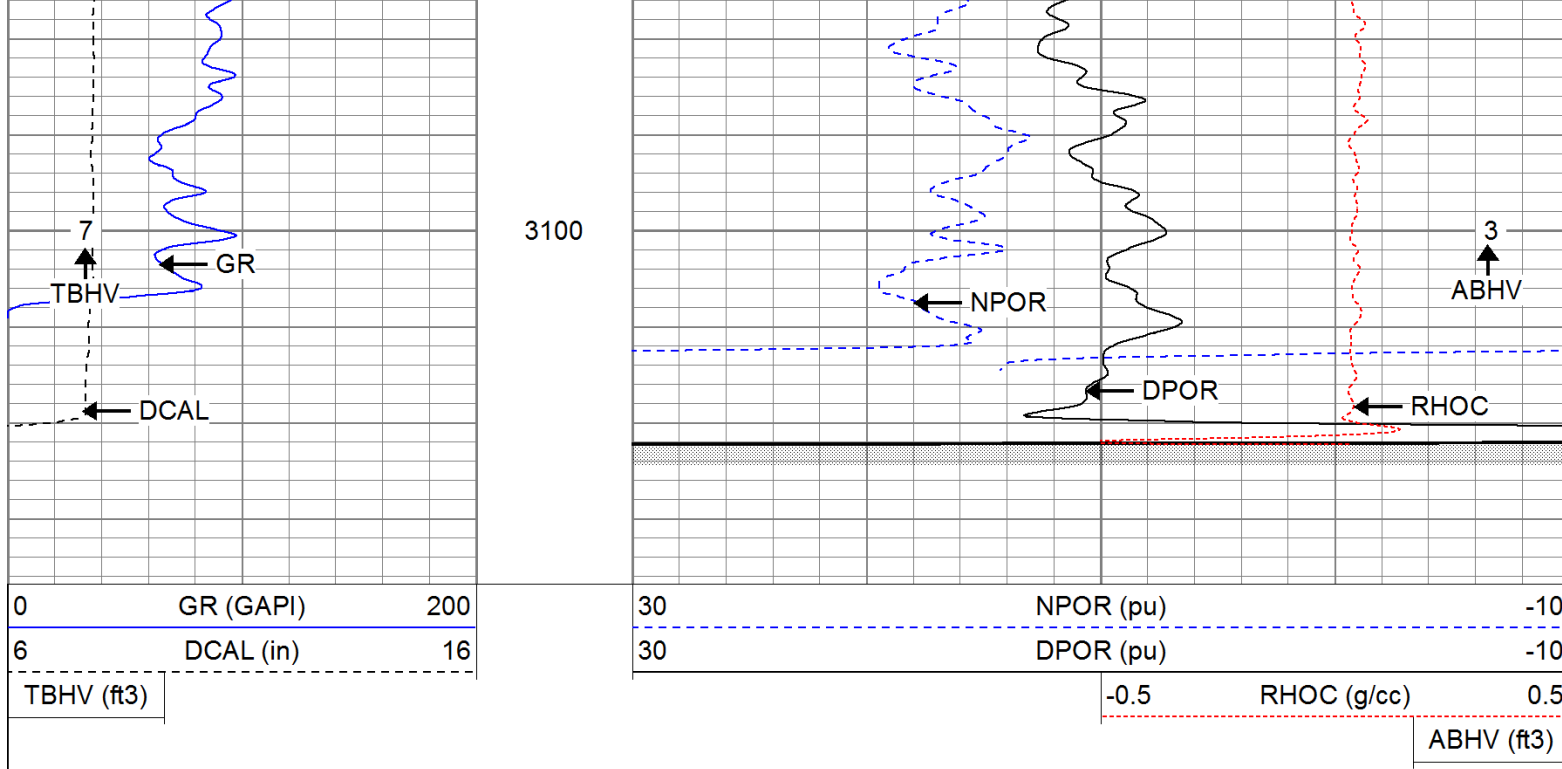 7
3100
3
GR
TBHV
ABHV
NPOR
DPOR
DCAL
RHOC
0 GR (GAPI) 200
30 NPOR (pu) -10
6 DCAL (in) 16
30 DPOR (pu) -10
TBHV (ft3)
-0.5 RHOC (g/cc) 0.5
ABHV (ft3)